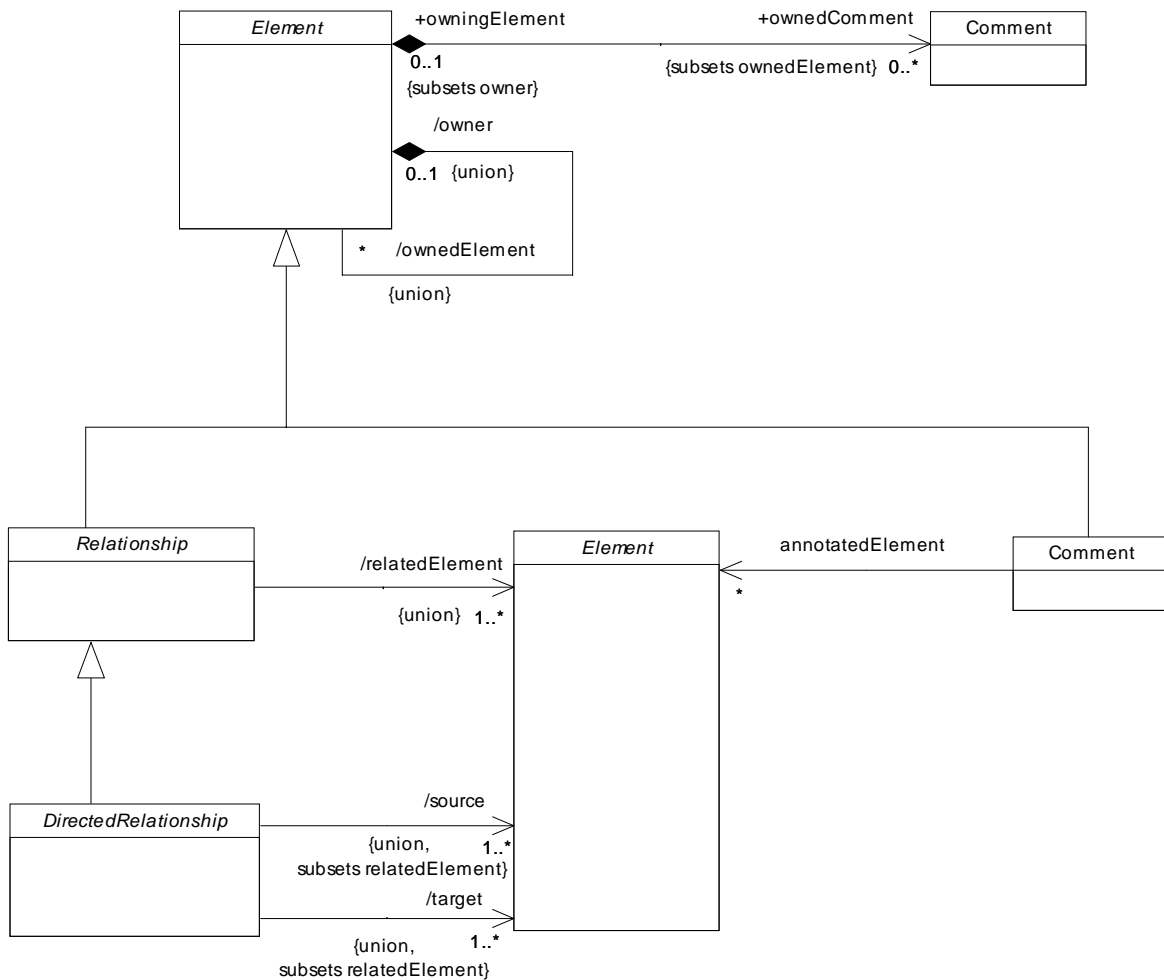 Element
+owningElement
+ownedComment
Comment
0..1
{subsets owner}
{subsets ownedElement}
0..*
/owner
0..1
{union}
*
/ownedElement
{union}
Relationship
/relatedElement
{union}
1..*
Element
annotatedElement
*
Comment
DirectedRelationship
/source
{union,
subsets relatedElement}
1..*
/target
{union,
subsets relatedElement}
1..*